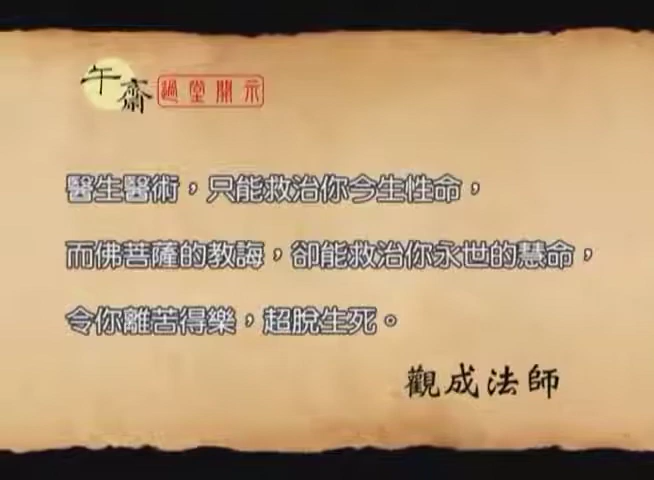 午齋 過堂開示
醫生醫術，只能救治你今生性命，
而佛菩薩的教誨，卻能救治你永世的慧命，
令你離苦得樂，超脫生死。
觀成法師